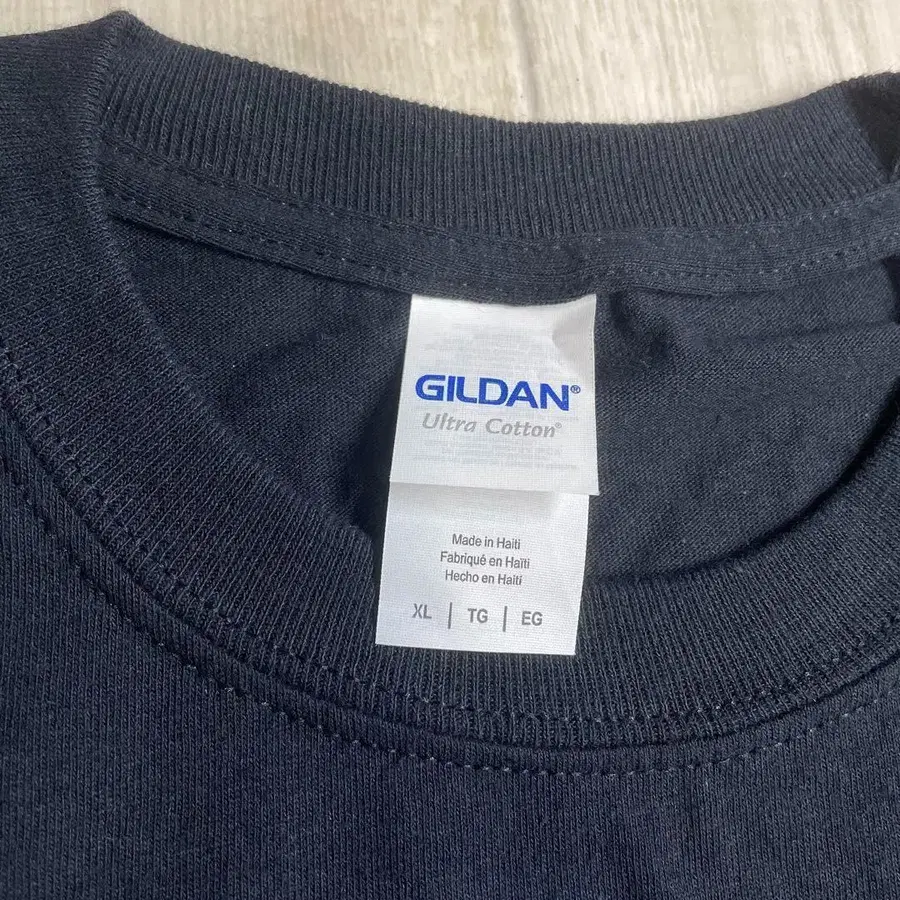 GILDAN®
Ultra Cotton®
Made in Haiti
Fabriqué en Haïti
Hecho en Haití
XL | TG | EG